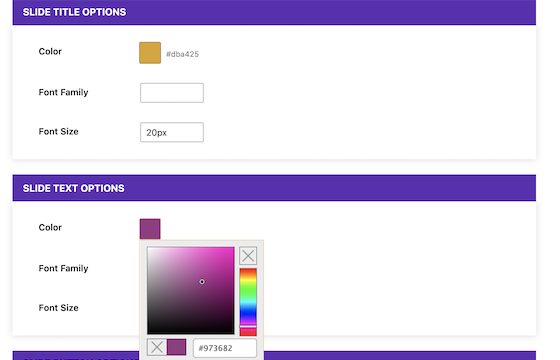 SLIDE TITLE OPTIONS
Color
#dba425
Font Family
Font Size
20px
SLIDE TEXT OPTIONS
Color
Font Family
Font Size
#973682